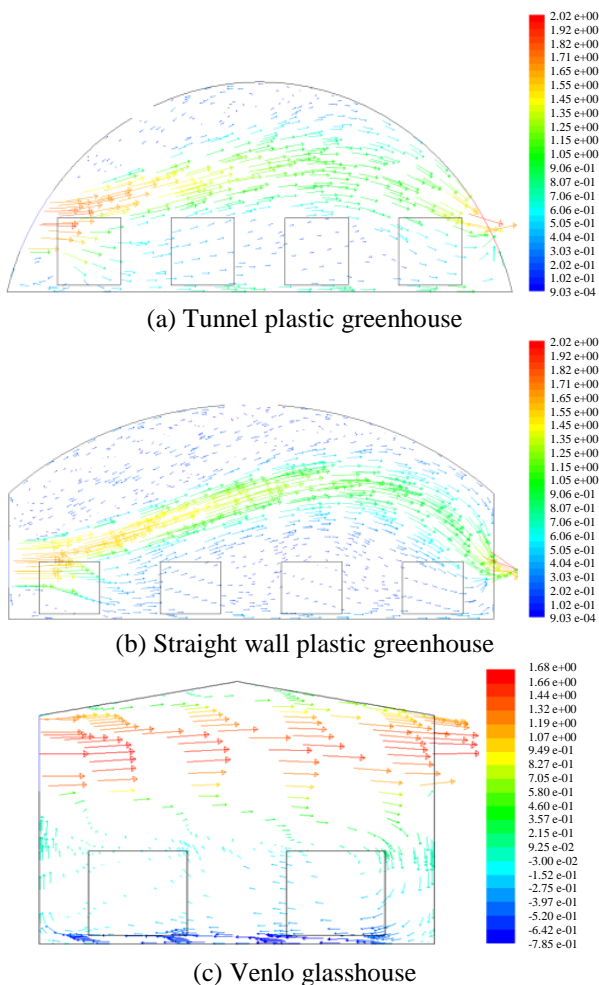 2.02 e+00
1.92 e+00
1.82 e+00
1.71 e+00
1.65 e+00
1.55 e+00
1.45 e+00
1.35 e+00
1.25 e+00
1.15 e+00
1.05 e+00
9.06 e-01
8.07 e-01
7.06 e-01
6.06 e-01
5.05 e-01
4.04 e-01
3.03 e-01
2.02 e-01
1.02 e-01
9.03 e-04
(a) Tunnel plastic greenhouse
2.02 e+00
1.92 e+00
1.82 e+00
1.71 e+00
1.65 e+00
1.55 e+00
1.45 e+00
1.35 e+00
1.25 e+00
1.15 e+00
1.05 e+00
9.06 e-01
8.07 e-01
7.06 e-01
6.06 e-01
5.05 e-01
4.04 e-01
3.03 e-01
2.02 e-01
1.02 e-01
9.03 e-04
(b) Straight wall plastic greenhouse
1.68 e+00
1.66 e+00
1.44 e+00
1.32 e+00
1.19 e+00
1.07 e+00
9.49 e-01
8.27 e-01
7.05 e-01
5.80 e-01
4.60 e-01
3.57 e-01
2.15 e-01
9.25 e-02
-3.00 e-02
-1.52 e-01
-2.75 e-01
-3.97 e-01
-5.20 e-01
-6.42 e-01
-7.85 e-01
(c) Venlo glasshouse